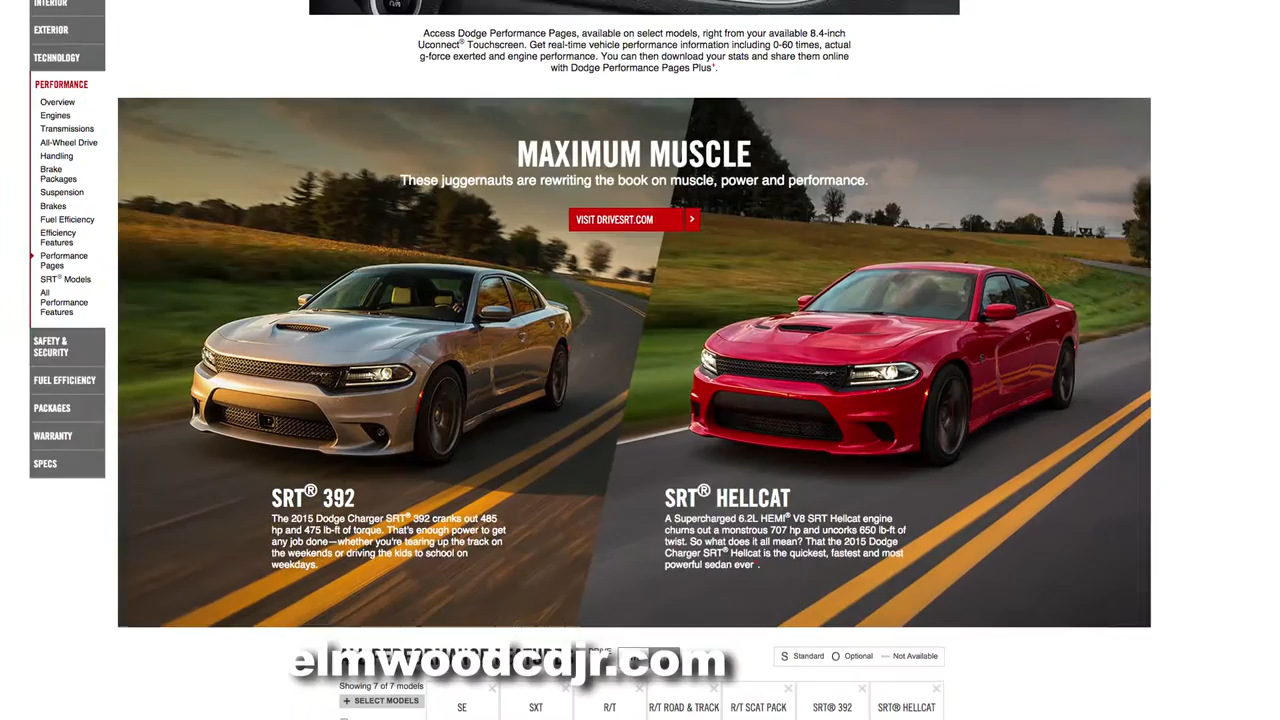 INTERIOR
EXTERIOR
TECHNOLOGY
PERFORMANCE
Overview
Engines
Transmissions
All-Wheel Drive
Handling
Brake
Packages
Suspension
Brakes
Fuel Efficiency
Efficiency
Features
Performance
Pages
SRT® Models
All
Performance
Features
SAFETY &
SECURITY
FUEL EFFICIENCY
PACKAGES
WARRANTY
SPECS
Access Dodge Performance Pages, available on select models, right from your available 8.4-inch
Uconnect® Touchscreen. Get real-time vehicle performance information including 0-60 times, actual
g-force exerted and engine performance. You can then download your stats and share them online
with Dodge Performance Pages Plus+.
MAXIMUM MUSCLE
These juggernauts are rewriting the book on muscle, power and performance.
VISIT DRIVESRT.COM >
SRT® 392
The 2015 Dodge Charger SRT® 392 cranks out 485
hp and 475 lb-ft of torque. That's enough power to get
any job done—whether you're tearing up the track on
the weekends or driving the kids to school on
weekdays.
SRT® HELLCAT
A Supercharged 6.2L HEMI® V8 SRT Hellcat engine
churns out a monstrous 707 hp and uncorks 650 lb-ft of
twist. So what does it all mean? That the 2015 Dodge
Charger SRT® Hellcat is the quickest, fastest and most
powerful sedan ever .
elmwoodcdjr.com
S Standard O Optional — Not Available
Showing 7 of 7 models
+ SELECT MODELS
SE SXT R/T R/T ROAD & TRACK R/T SCAT PACK SRT® 392 SRT® HELLCAT